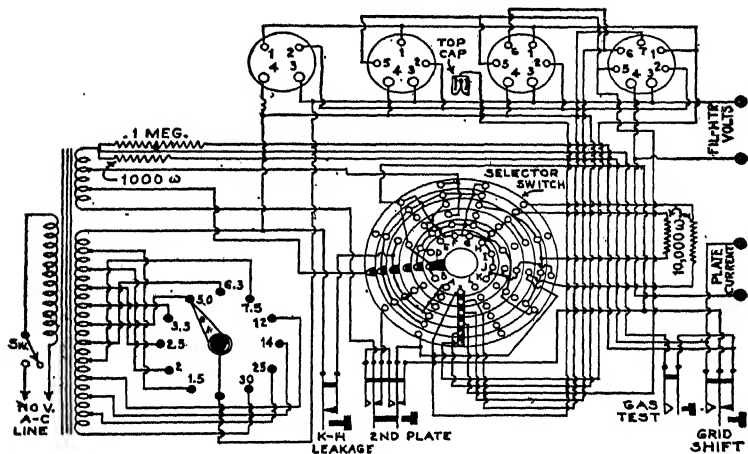 1 2
4 3
1
5 2
4 3
TOP
CAP
6 1
5 2
4 3
6 7 1
5 2
4 3
FIL-HTR
VOLTS
.1 MEG.
1000 ω
SELECTOR
SWITCH
10,000 ω
PLATE
CURRENT
6.3
5.0
7.5
3.3
12
2.5
14
2
25
1.5
30
SW.
110 V.
A-C
LINE
K-H
LEAKAGE
2ND PLATE
GAS
TEST
GRID
SHIFT